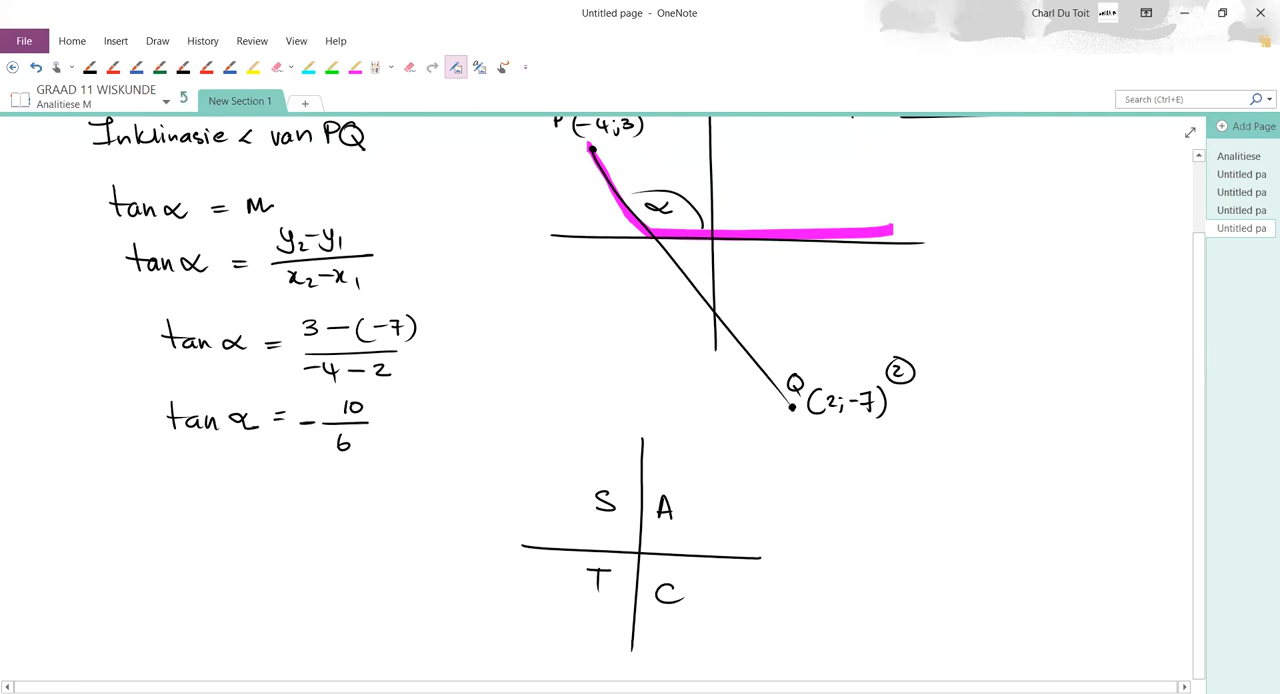 Untitled page - OneNote
Charl Du Toit
File Home Insert Draw History Review View Help
GRAAD 11 WISKUNDE
Analitiese M
New Section 1
+
Search (Ctrl+E)
Add Page
Analitiese
Untitled pa
Untitled pa
Untitled pa
Untitled pa
Inklinasie < van PQ
tan α = m
tan α = y₂-y₁ / x₂-x₁
tan α = 3-(-7) / -4-2
tan α = - 10 / 6
P(-4;3)
α
Q (2;-7) ②
S A
T C